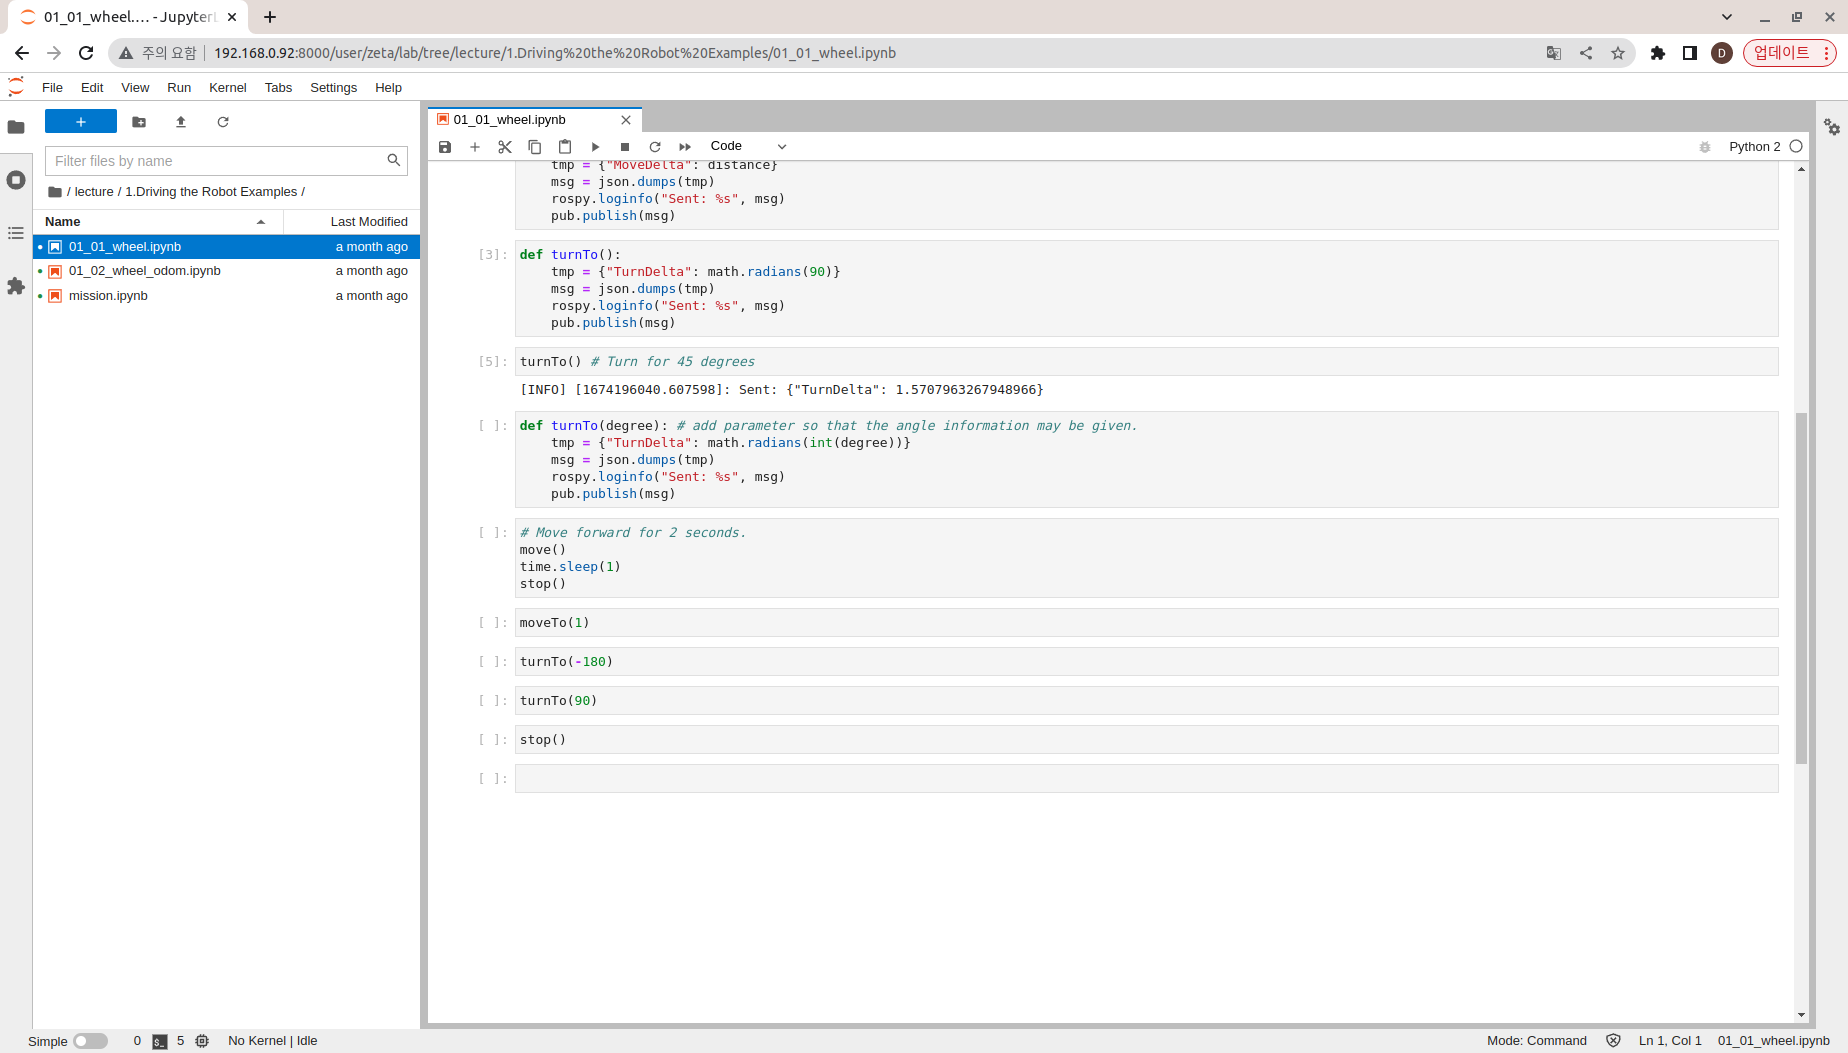 01_01_wheel.... - JupyterL
주의 요함 192.168.0.92:8000/user/zeta/lab/tree/lecture/1.Driving%20the%20Robot%20Examples/01_01_wheel.ipynb
D
업데이트
File Edit View Run Kernel Tabs Settings Help
01_01_wheel.ipynb
Filter files by name
Code
Python 2
/ lecture / 1.Driving the Robot Examples /
Name Last Modified
01_01_wheel.ipynb a month ago
01_02_wheel_odom.ipynb a month ago
mission.ipynb a month ago
tmp = {"MoveDelta": distance}
msg = json.dumps(tmp)
rospy.loginfo("Sent: %s", msg)
pub.publish(msg)
[3]: def turnTo():
tmp = {"TurnDelta": math.radians(90)}
msg = json.dumps(tmp)
rospy.loginfo("Sent: %s", msg)
pub.publish(msg)
[5]: turnTo() # Turn for 45 degrees
[INFO] [1674196040.607598]: Sent: {"TurnDelta": 1.5707963267948966}
[ ]: def turnTo(degree): # add parameter so that the angle information may be given.
tmp = {"TurnDelta": math.radians(int(degree))}
msg = json.dumps(tmp)
rospy.loginfo("Sent: %s", msg)
pub.publish(msg)
[ ]: # Move forward for 2 seconds.
move()
time.sleep(1)
stop()
[ ]: moveTo(1)
[ ]: turnTo(-180)
[ ]: turnTo(90)
[ ]: stop()
[ ]:
Simple 0 5 No Kernel | Idle Mode: Command Ln 1, Col 1 01_01_wheel.ipynb